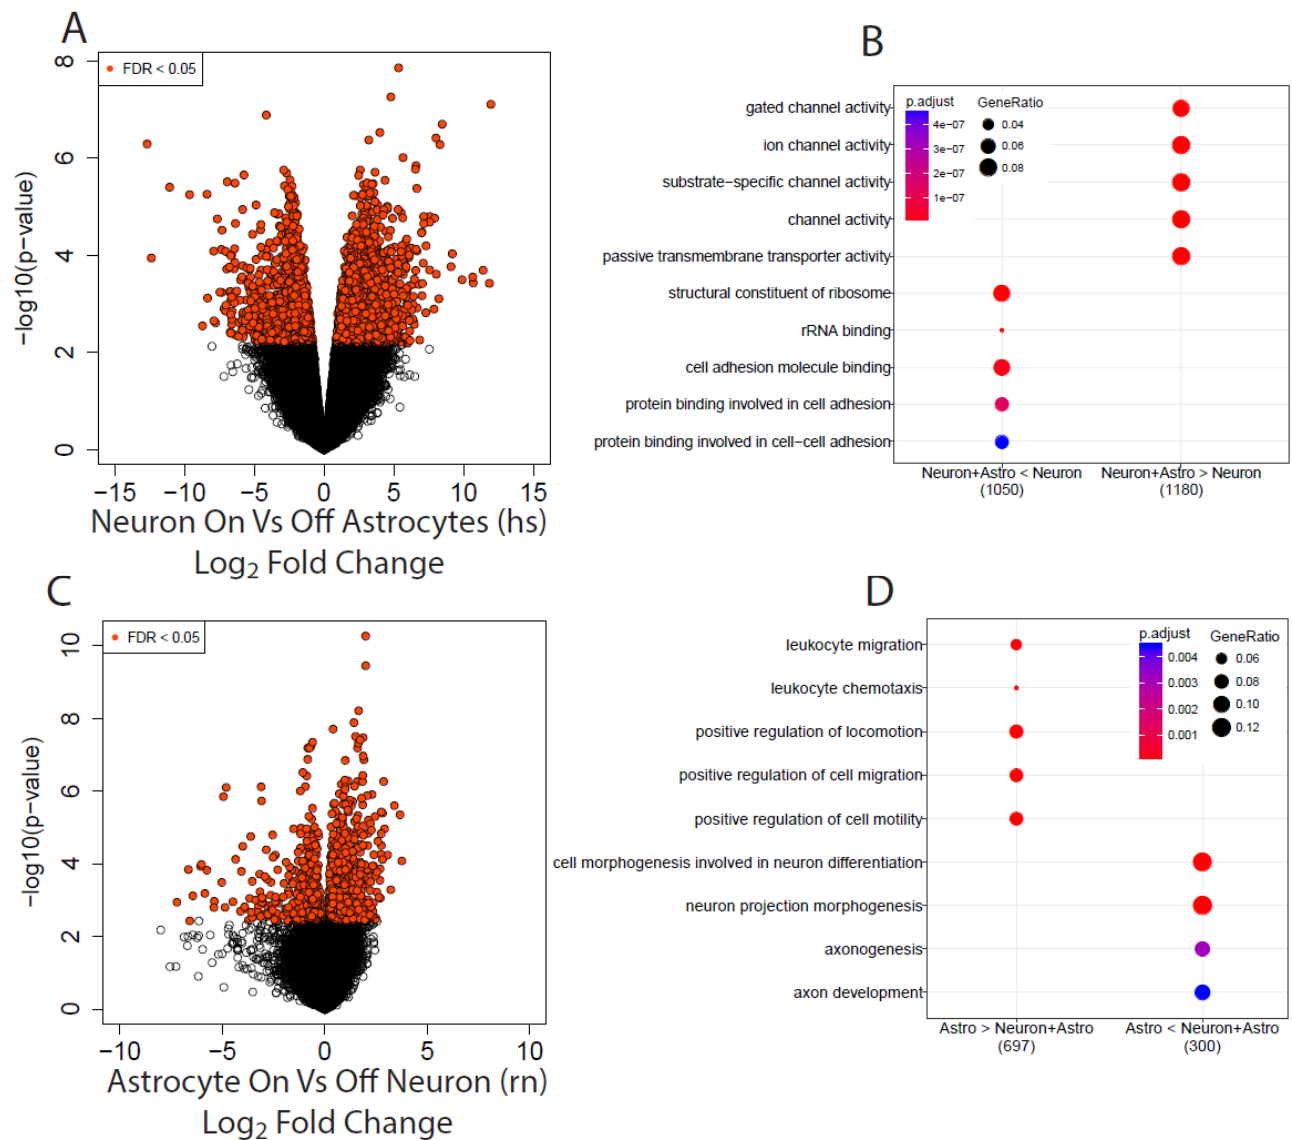 A
FDR < 0.05
8
6
4
2
0
−log10(p−value)
−15 −10 −5 0 5 10 15
Neuron On Vs Off Astrocytes (hs)
Log2 Fold Change
B
p.adjust
4e−07
3e−07
2e−07
1e−07
GeneRatio
0.04
0.06
0.08
gated channel activity
ion channel activity
substrate−specific channel activity
channel activity
passive transmembrane transporter activity
structural constituent of ribosome
rRNA binding
cell adhesion molecule binding
protein binding involved in cell adhesion
protein binding involved in cell−cell adhesion
Neuron+Astro < Neuron
(1050)
Neuron+Astro > Neuron
(1180)
C
FDR < 0.05
10
8
6
4
2
0
−log10(p−value)
−10 −5 0 5 10
Astrocyte On Vs Off Neuron (rn)
Log2 Fold Change
D
p.adjust
0.004
0.003
0.002
0.001
GeneRatio
0.06
0.08
0.10
0.12
leukocyte migration
leukocyte chemotaxis
positive regulation of locomotion
positive regulation of cell migration
positive regulation of cell motility
cell morphogenesis involved in neuron differentiation
neuron projection morphogenesis
axonogenesis
axon development
Astro > Neuron+Astro
(697)
Astro < Neuron+Astro
(300)